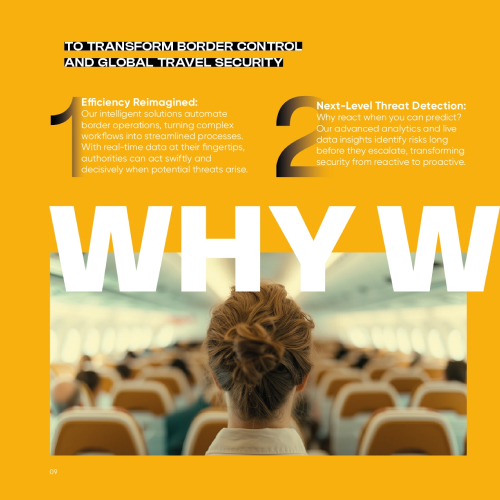 TO TRANSFORM BORDER CONTROL
AND GLOBAL TRAVEL SECURITY
1
Efficiency Reimagined:
Our intelligent solutions automate
border operations, turning complex
workflows into streamlined processes.
With real-time data at their fingertips,
authorities can act swiftly and
decisively when potential threats arise.
2
Next-Level Threat Detection:
Why react when you can predict?
Our advanced analytics and live
data insights identify risks long
before they escalate, transforming
security from reactive to proactive.
WHY W
09